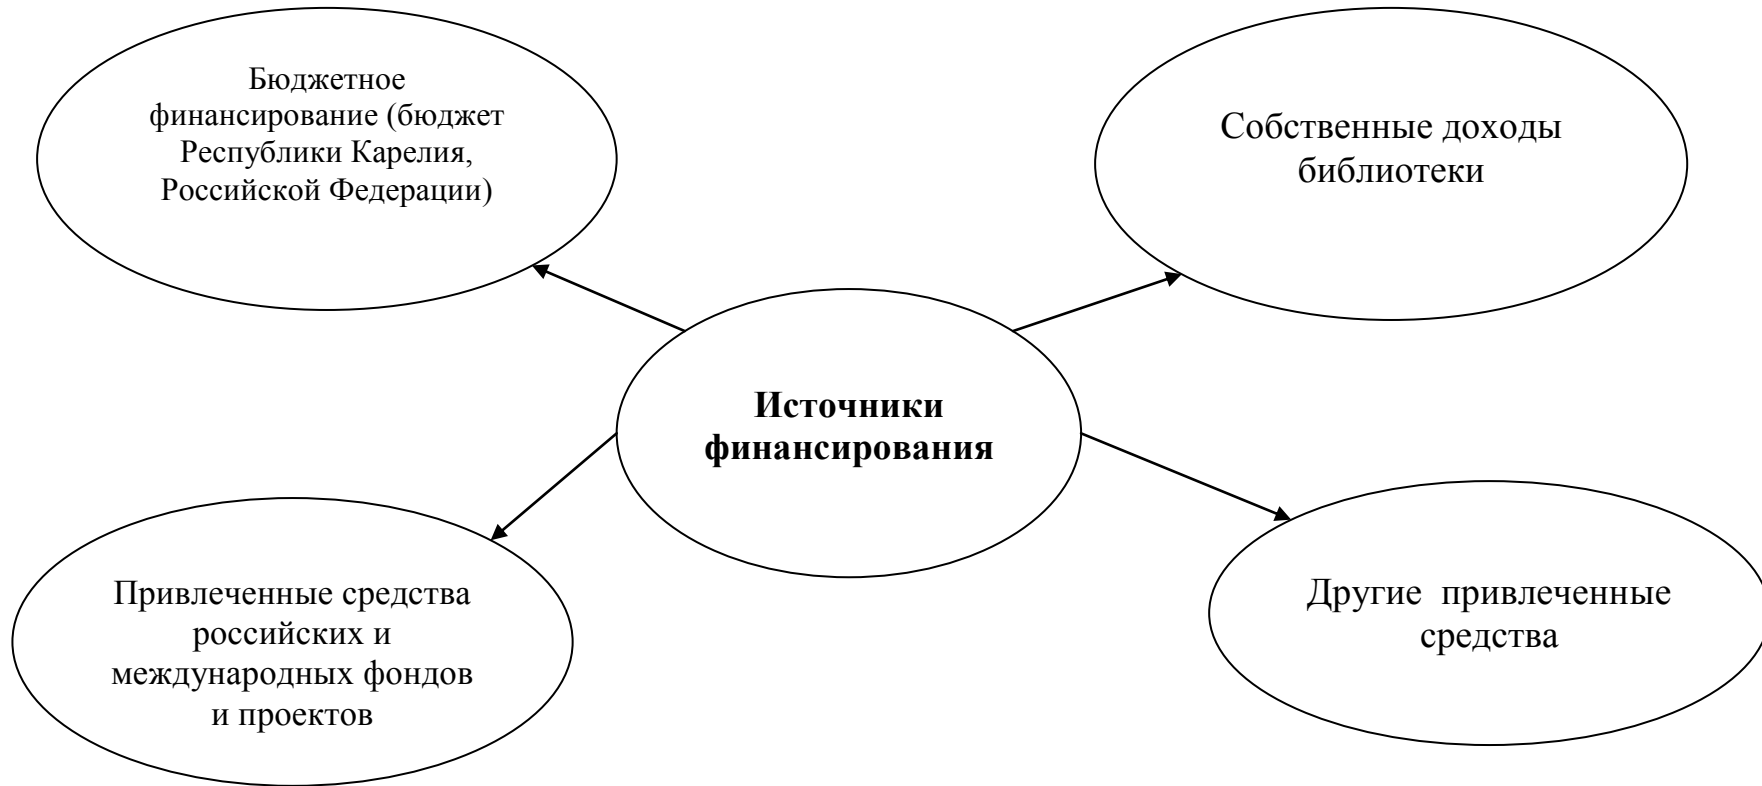 Бюджетное
финансирование (бюджет
Республики Карелия,
Российской Федерации)
Собственные доходы
библиотеки
Источники
финансирования
Привлеченные средства
российских и
международных фондов
и проектов
Другие привлеченные
средства